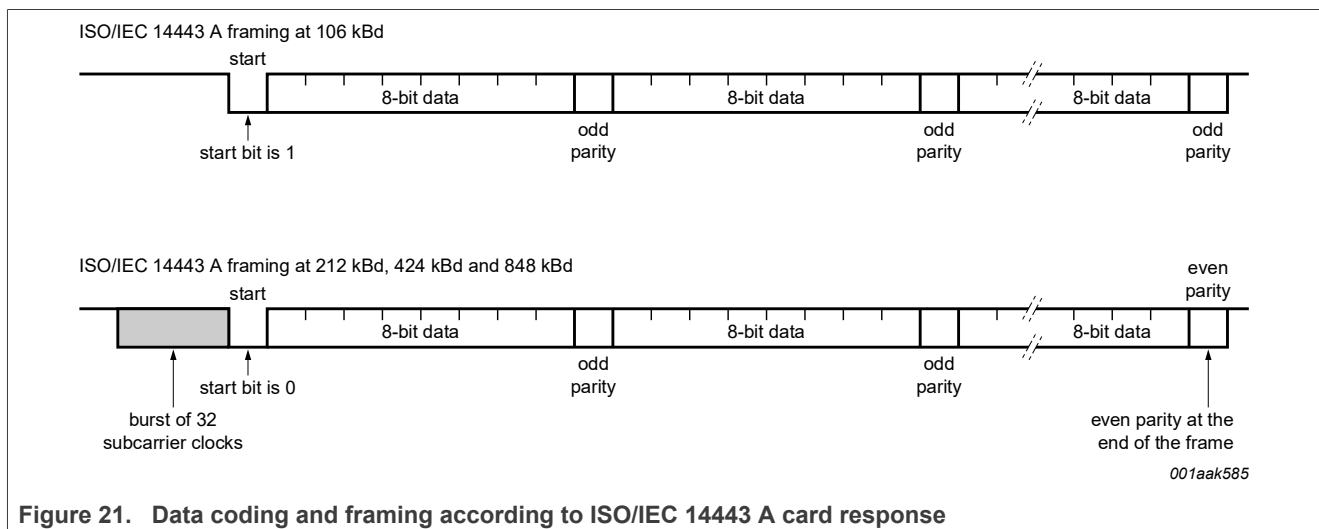 ISO/IEC 14443 A framing at 106 kBd
start
8-bit data 8-bit data 8-bit data
odd parity odd parity odd parity
start bit is 1
ISO/IEC 14443 A framing at 212 kBd, 424 kBd and 848 kBd
even parity
start
8-bit data 8-bit data 8-bit data
odd parity odd parity
start bit is 0
burst of 32
subcarrier clocks
even parity at the
end of the frame
001aak585
Figure 21. Data coding and framing according to ISO/IEC 14443 A card response